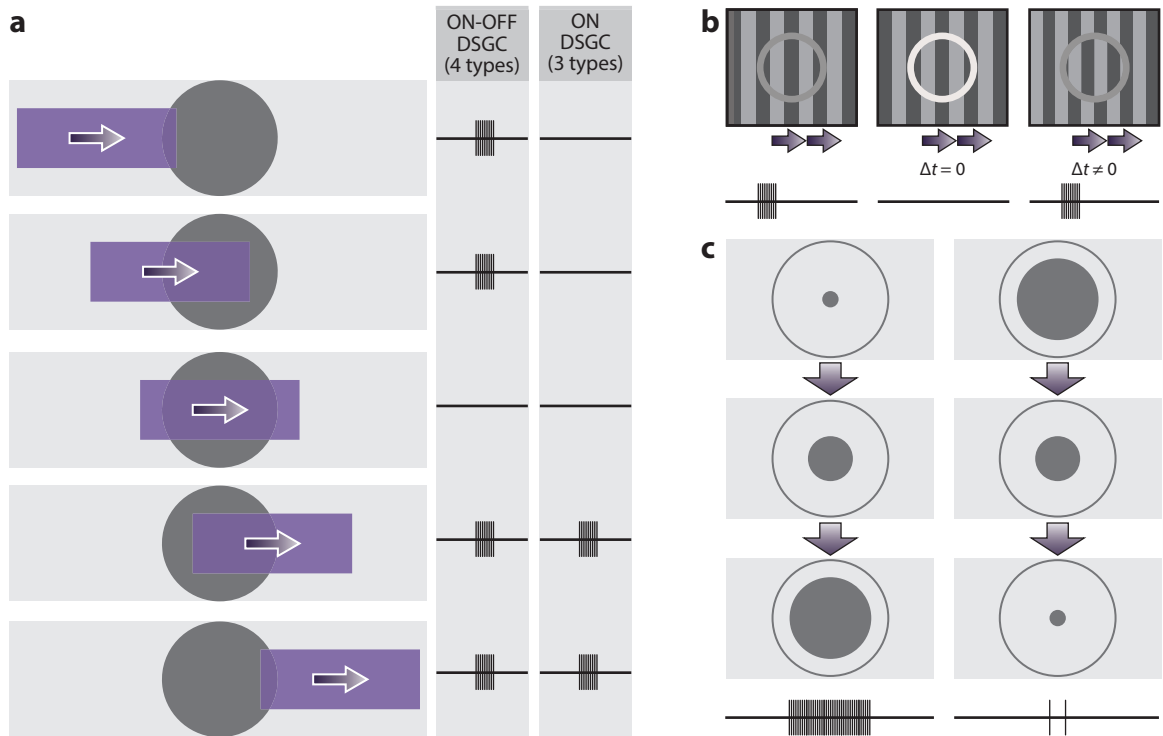 a
ON-OFF
DSGC
(4 types)
ON
DSGC
(3 types)
b
Δt = 0
Δt ≠ 0
c